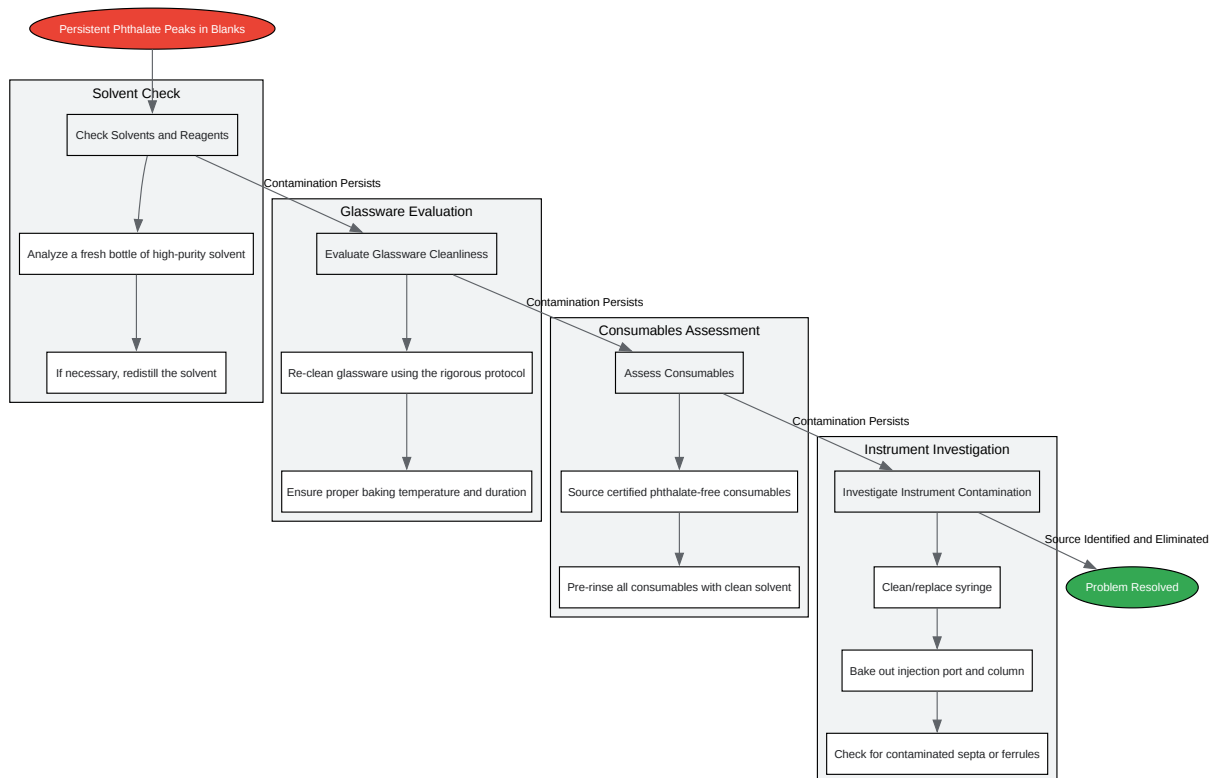 Persistent Phthalate Peaks in Blanks
Solvent Check
Check Solvents and Reagents
Contamination Persists
Analyze a fresh bottle of high-purity solvent
If necessary, redistill the solvent
Glassware Evaluation
Evaluate Glassware Cleanliness
Contamination Persists
Re-clean glassware using the rigorous protocol
Ensure proper baking temperature and duration
Consumables Assessment
Assess Consumables
Contamination Persists
Source certified phthalate-free consumables
Pre-rinse all consumables with clean solvent
Instrument Investigation
Investigate Instrument Contamination
Source Identified and Eliminated
Clean/replace syringe
Problem Resolved
Bake out injection port and column
Check for contaminated septa or ferrules